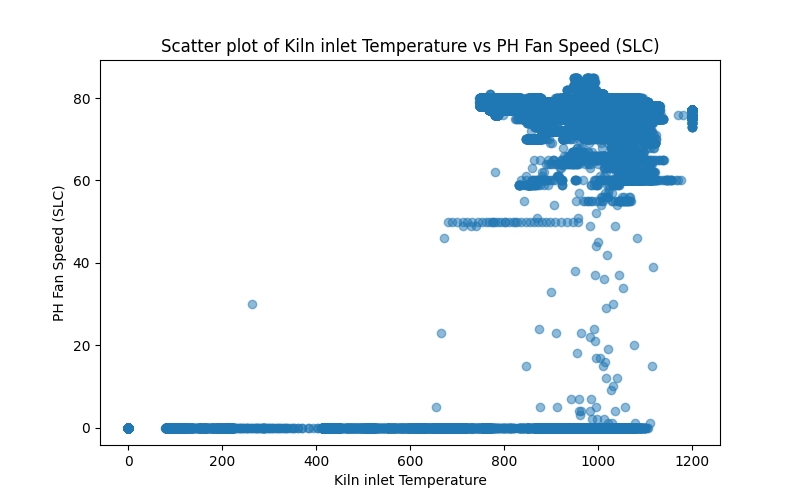 Scatter plot of Kiln inlet Temperature vs PH Fan Speed (SLC)
80
60
40
20
0
PH Fan Speed (SLC)
0 200 400 600 800 1000 1200
Kiln inlet Temperature